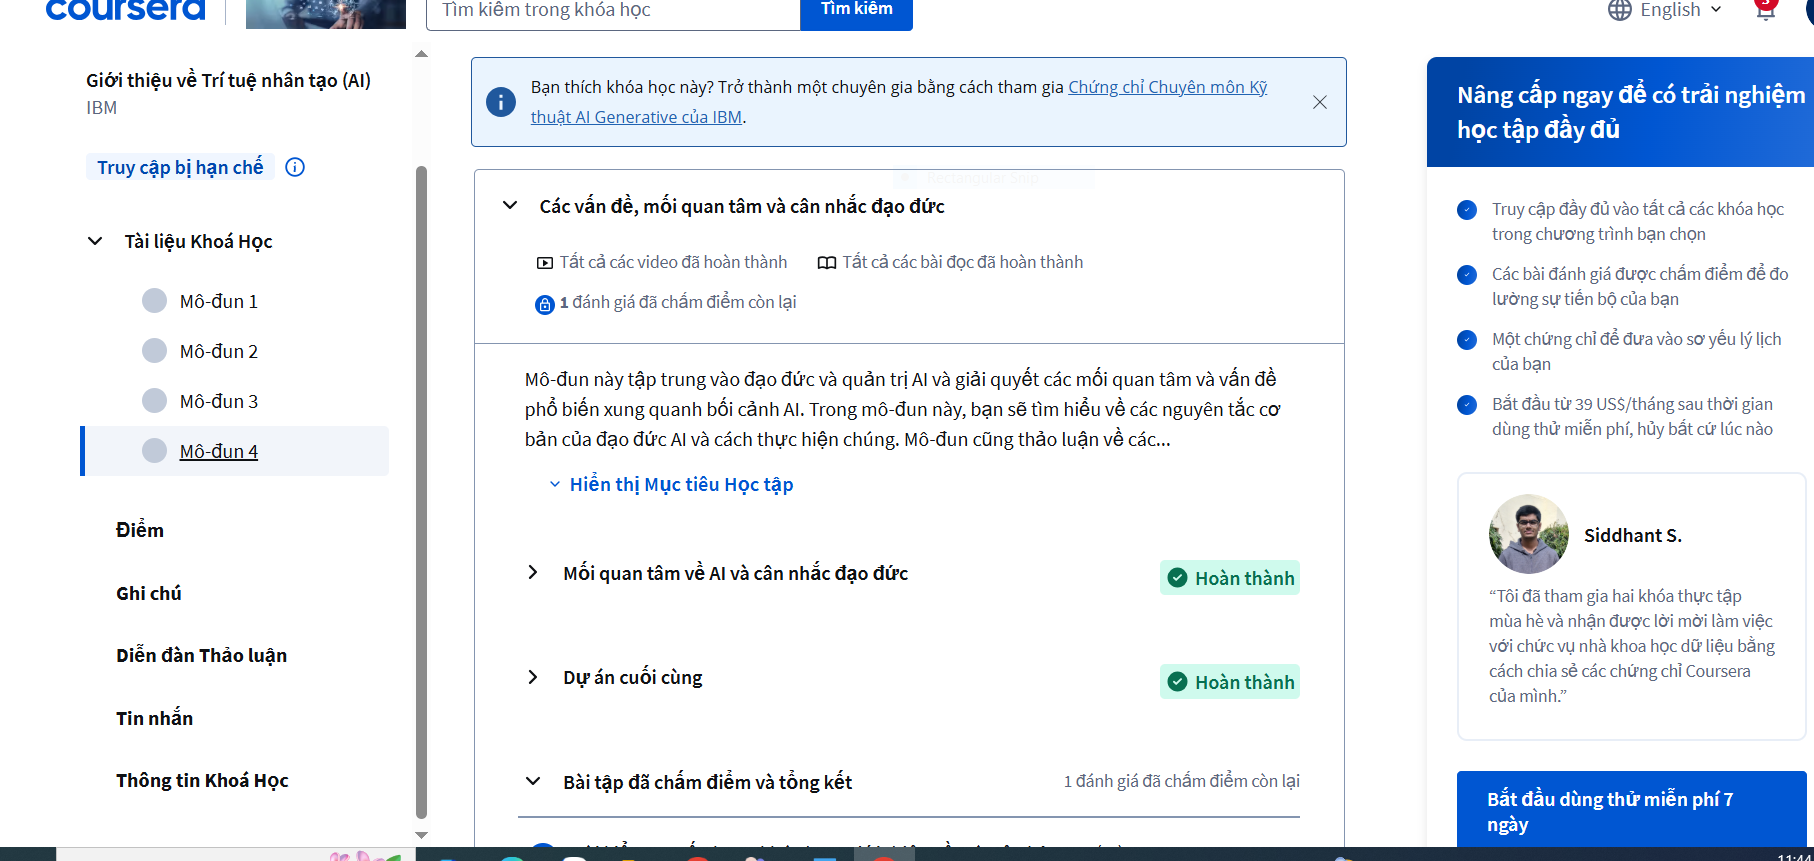 coursera
Tìm kiếm trong khóa học
Tìm kiếm
English
3
Giới thiệu về Trí tuệ nhân tạo (AI)
IBM
Truy cập bị hạn chế
Tài liệu Khoá Học
Mô-đun 1
Mô-đun 2
Mô-đun 3
Mô-đun 4
Điểm
Ghi chú
Diễn đàn Thảo luận
Tin nhắn
Thông tin Khoá Học
Bạn thích khóa học này? Trở thành một chuyên gia bằng cách tham gia Chứng chỉ Chuyên môn Kỹ
thuật AI Generative của IBM.
Rectangular Snip
Các vấn đề, mối quan tâm và cân nhắc đạo đức
Tất cả các video đã hoàn thành
Tất cả các bài đọc đã hoàn thành
1 đánh giá đã chấm điểm còn lại
Mô-đun này tập trung vào đạo đức và quản trị AI và giải quyết các mối quan tâm và vấn đề
phổ biến xung quanh bối cảnh AI. Trong mô-đun này, bạn sẽ tìm hiểu về các nguyên tắc cơ
bản của đạo đức AI và cách thực hiện chúng. Mô-đun cũng thảo luận về các...
Hiển thị Mục tiêu Học tập
Mối quan tâm về AI và cân nhắc đạo đức
Hoàn thành
Dự án cuối cùng
Hoàn thành
Bài tập đã chấm điểm và tổng kết
1 đánh giá đã chấm điểm còn lại
Nâng cấp ngay để có trải nghiệm
học tập đầy đủ
Truy cập đầy đủ vào tất cả các khóa học
trong chương trình bạn chọn
Các bài đánh giá được chấm điểm để đo
lường sự tiến bộ của bạn
Một chứng chỉ để đưa vào sơ yếu lý lịch
của bạn
Bắt đầu từ 39 US$/tháng sau thời gian
dùng thử miễn phí, hủy bất cứ lúc nào
Siddhant S.
“Tôi đã tham gia hai khóa thực tập
mùa hè và nhận được lời mời làm việc
với chức vụ nhà khoa học dữ liệu bằng
cách chia sẻ các chứng chỉ Coursera
của mình.”
Bắt đầu dùng thử miễn phí 7
ngày
11:44